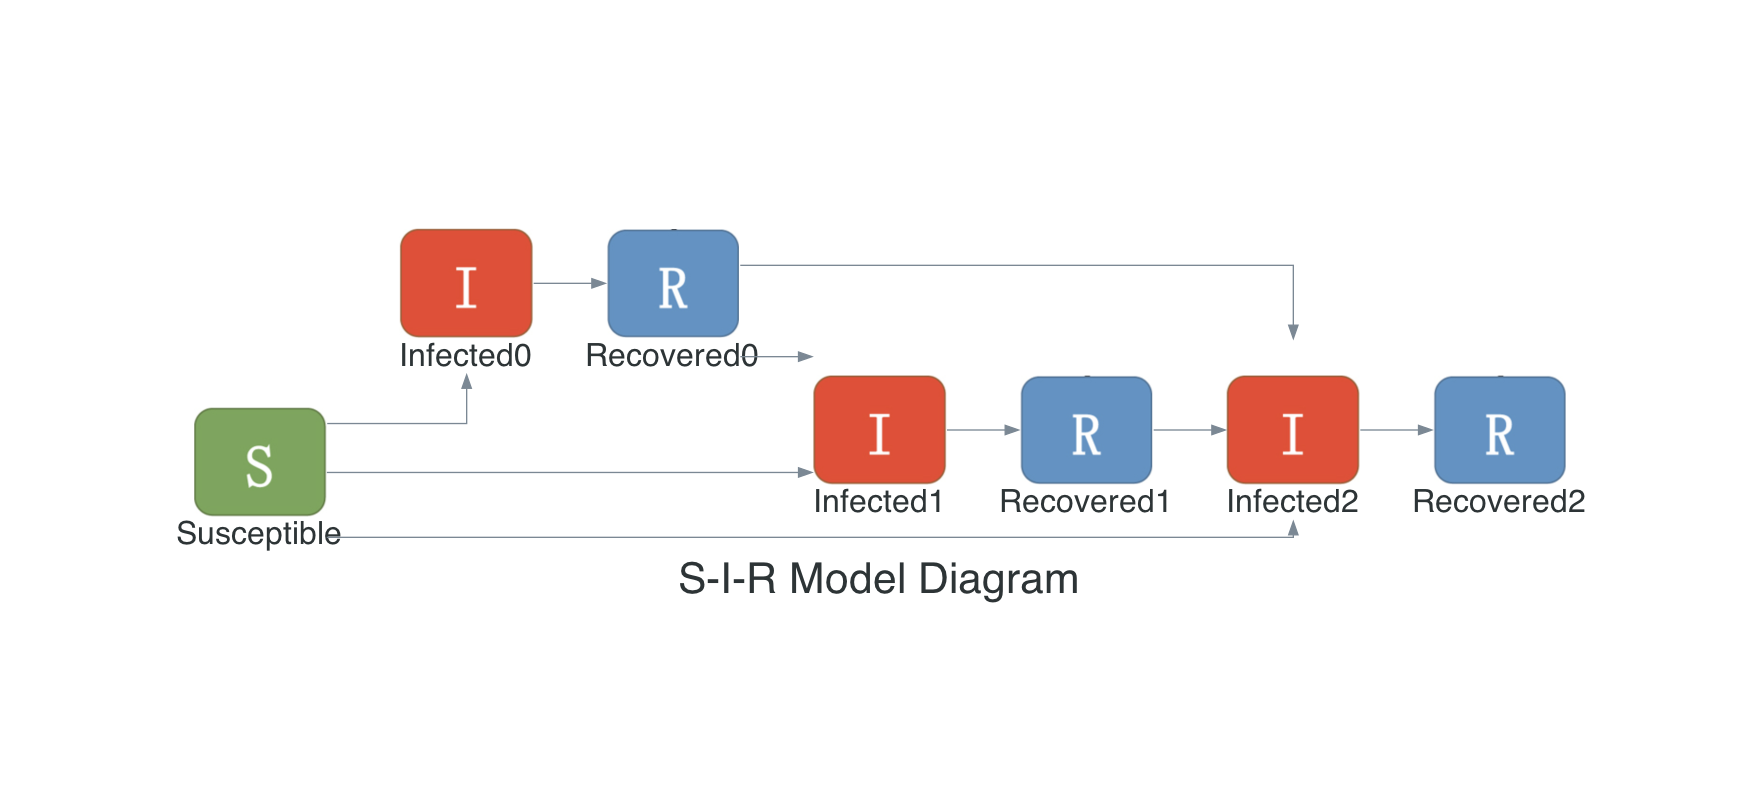 I
R
Infected0
Recovered0
S
I
R
I
R
Susceptible
Infected1
Recovered1
Infected2
Recovered2
S-I-R Model Diagram